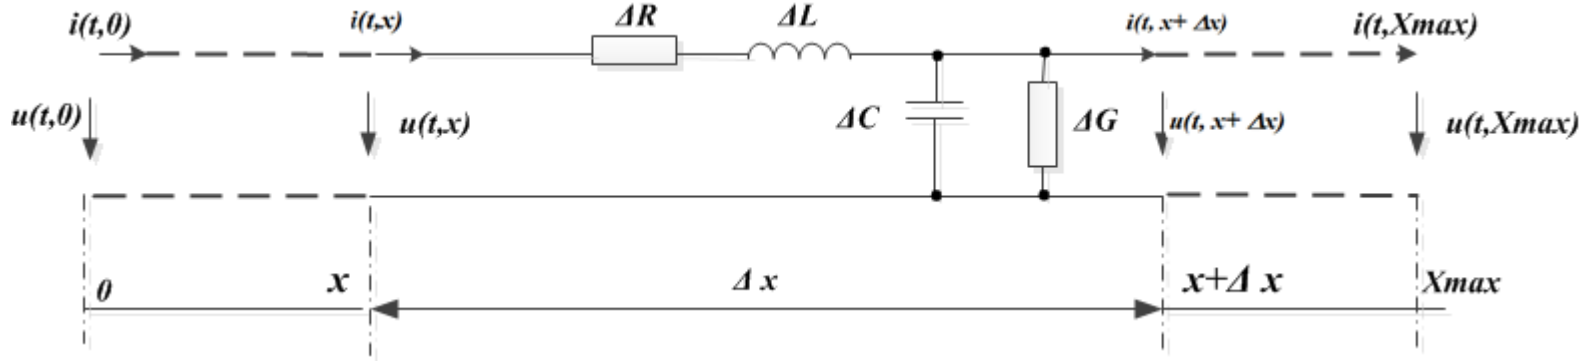 i(t,0)
i(t,x)
ΔR
ΔL
i(t, x+ Δx)
i(t,Xmax)
u(t,0)
u(t,x)
ΔC
ΔG
u(t, x+ Δx)
u(t,Xmax)
0
x
Δ x
x+Δ x
Xmax